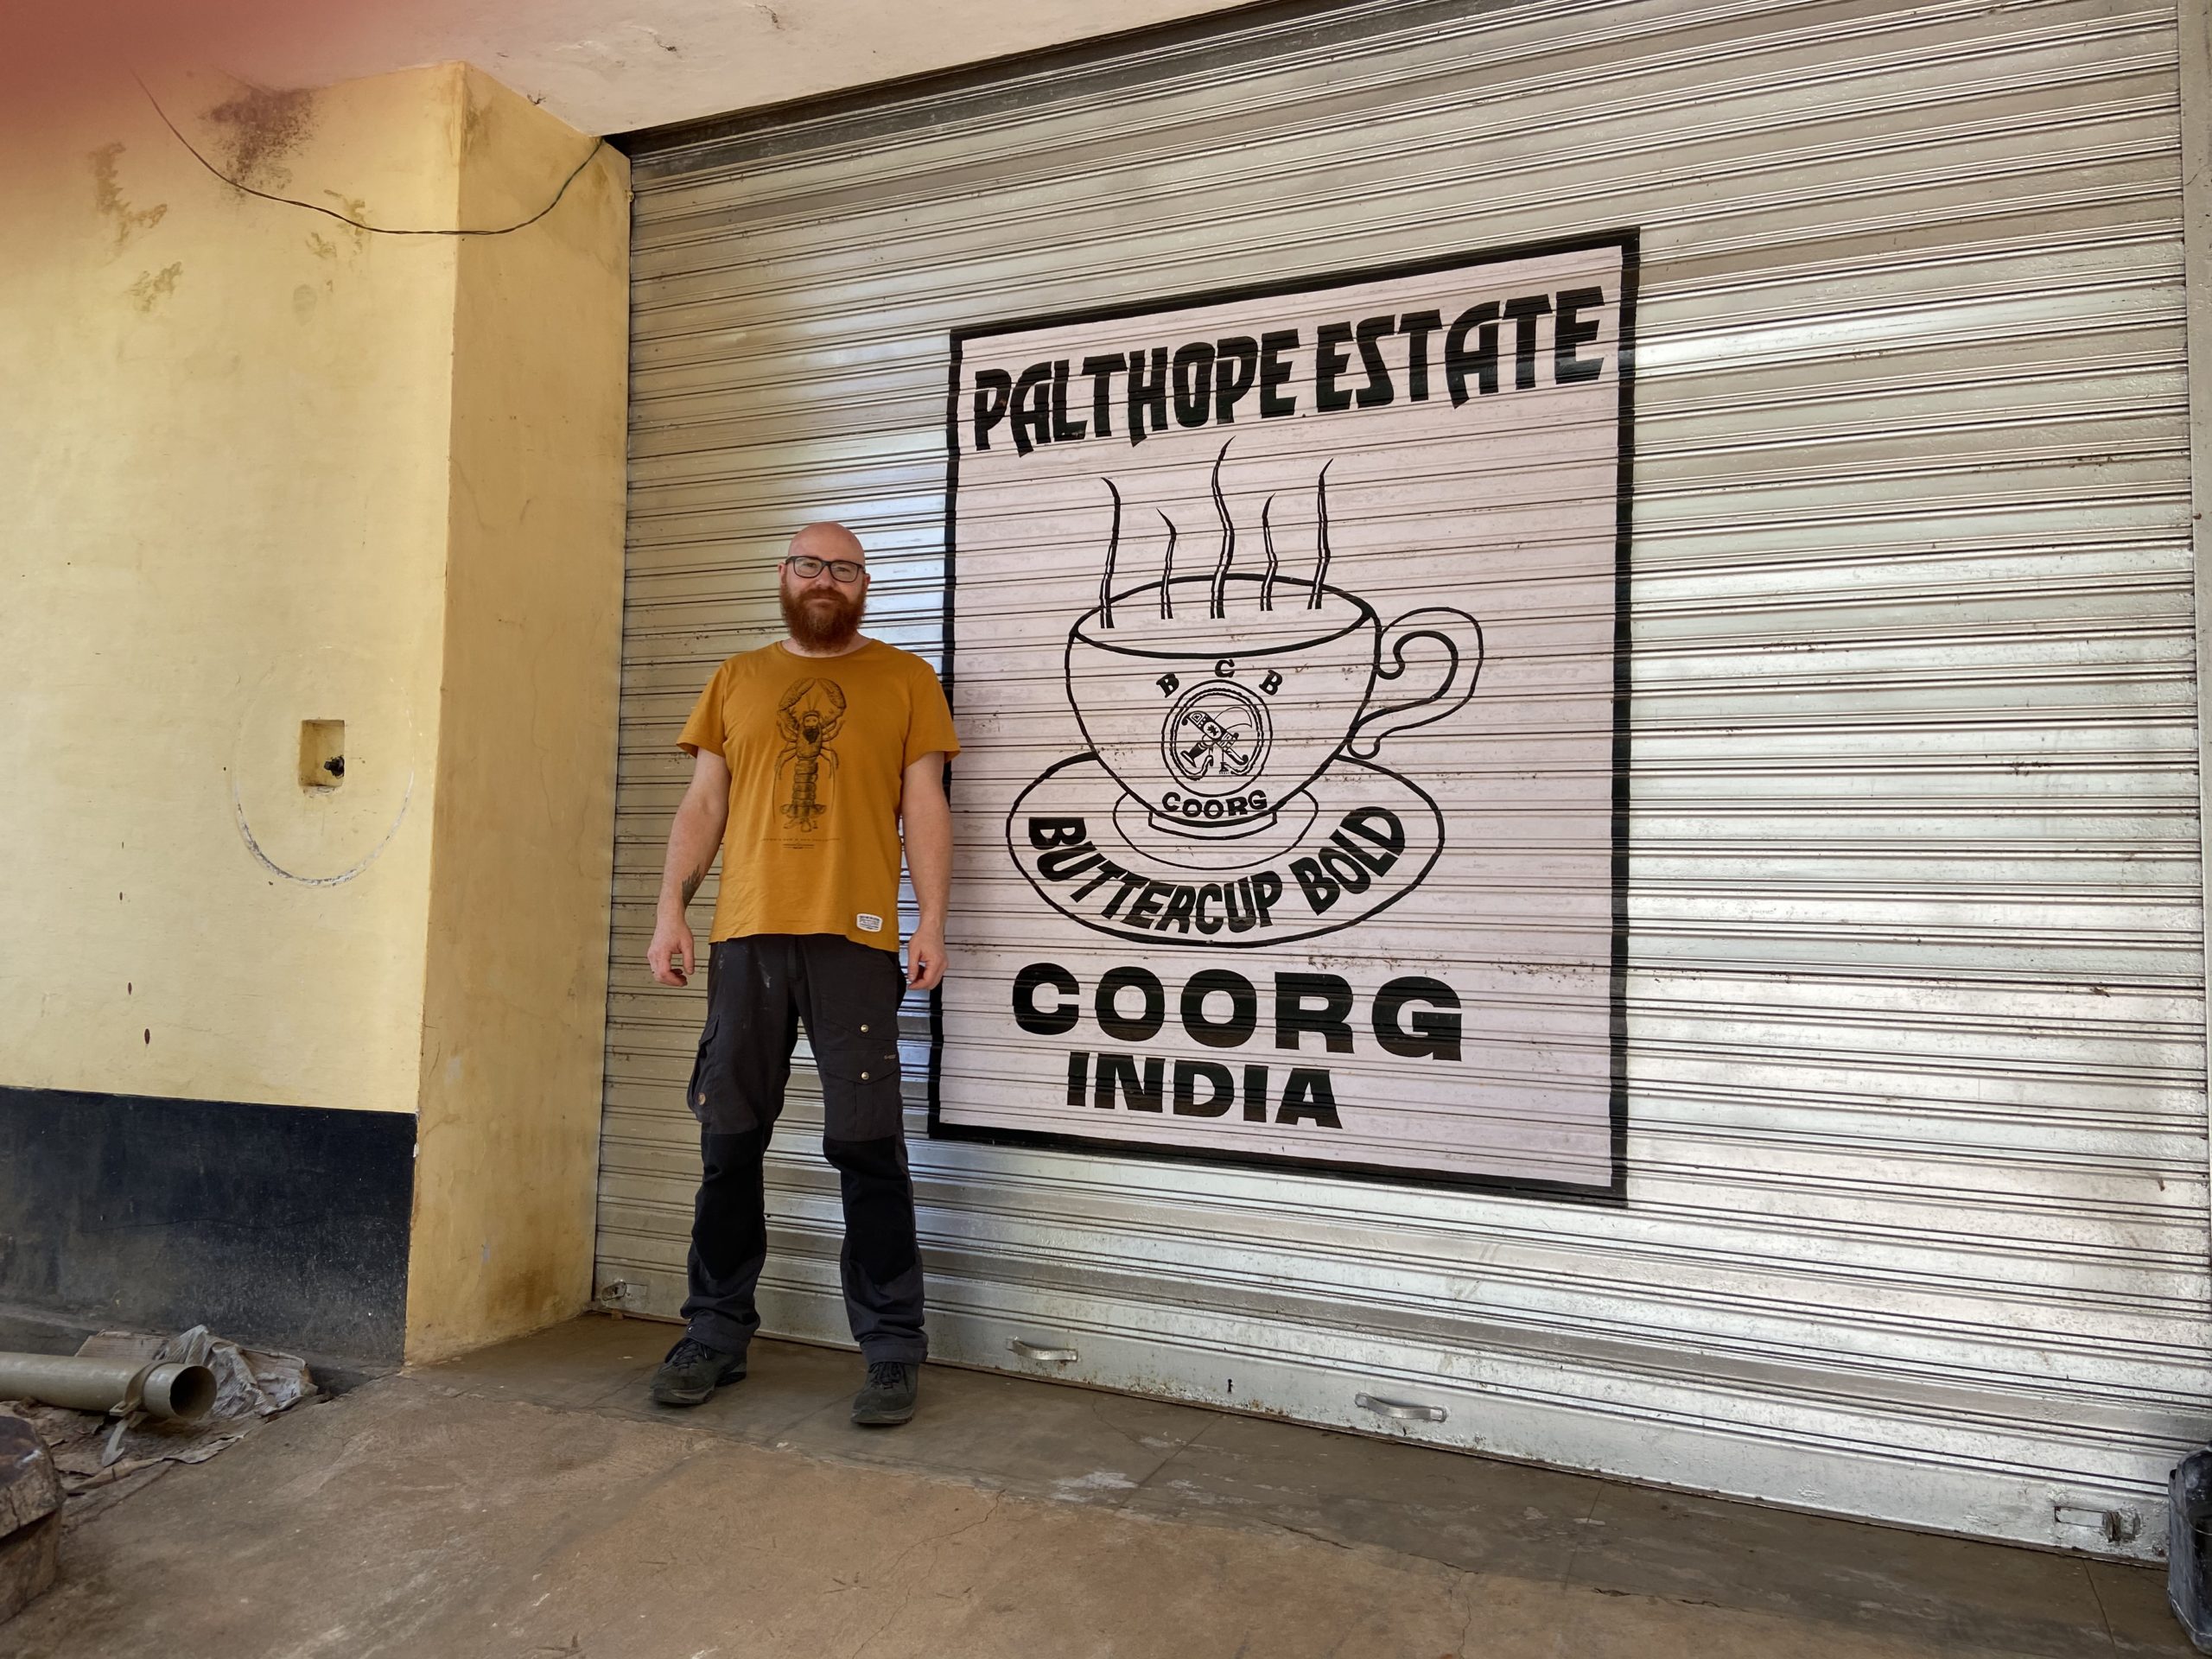 PALTHOPE ESTATE
B C B
COORG
BUTTERCUP BOLD
COORG
INDIA